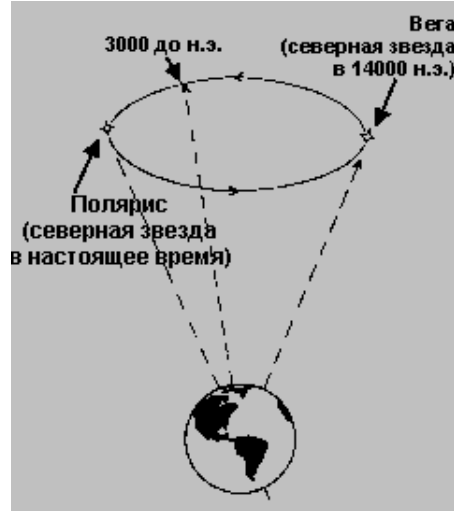 3000 до н.э.
Вега
(северная звезда
в 14000 н.э.)
Полярис
(северная звезда
в настоящее время)